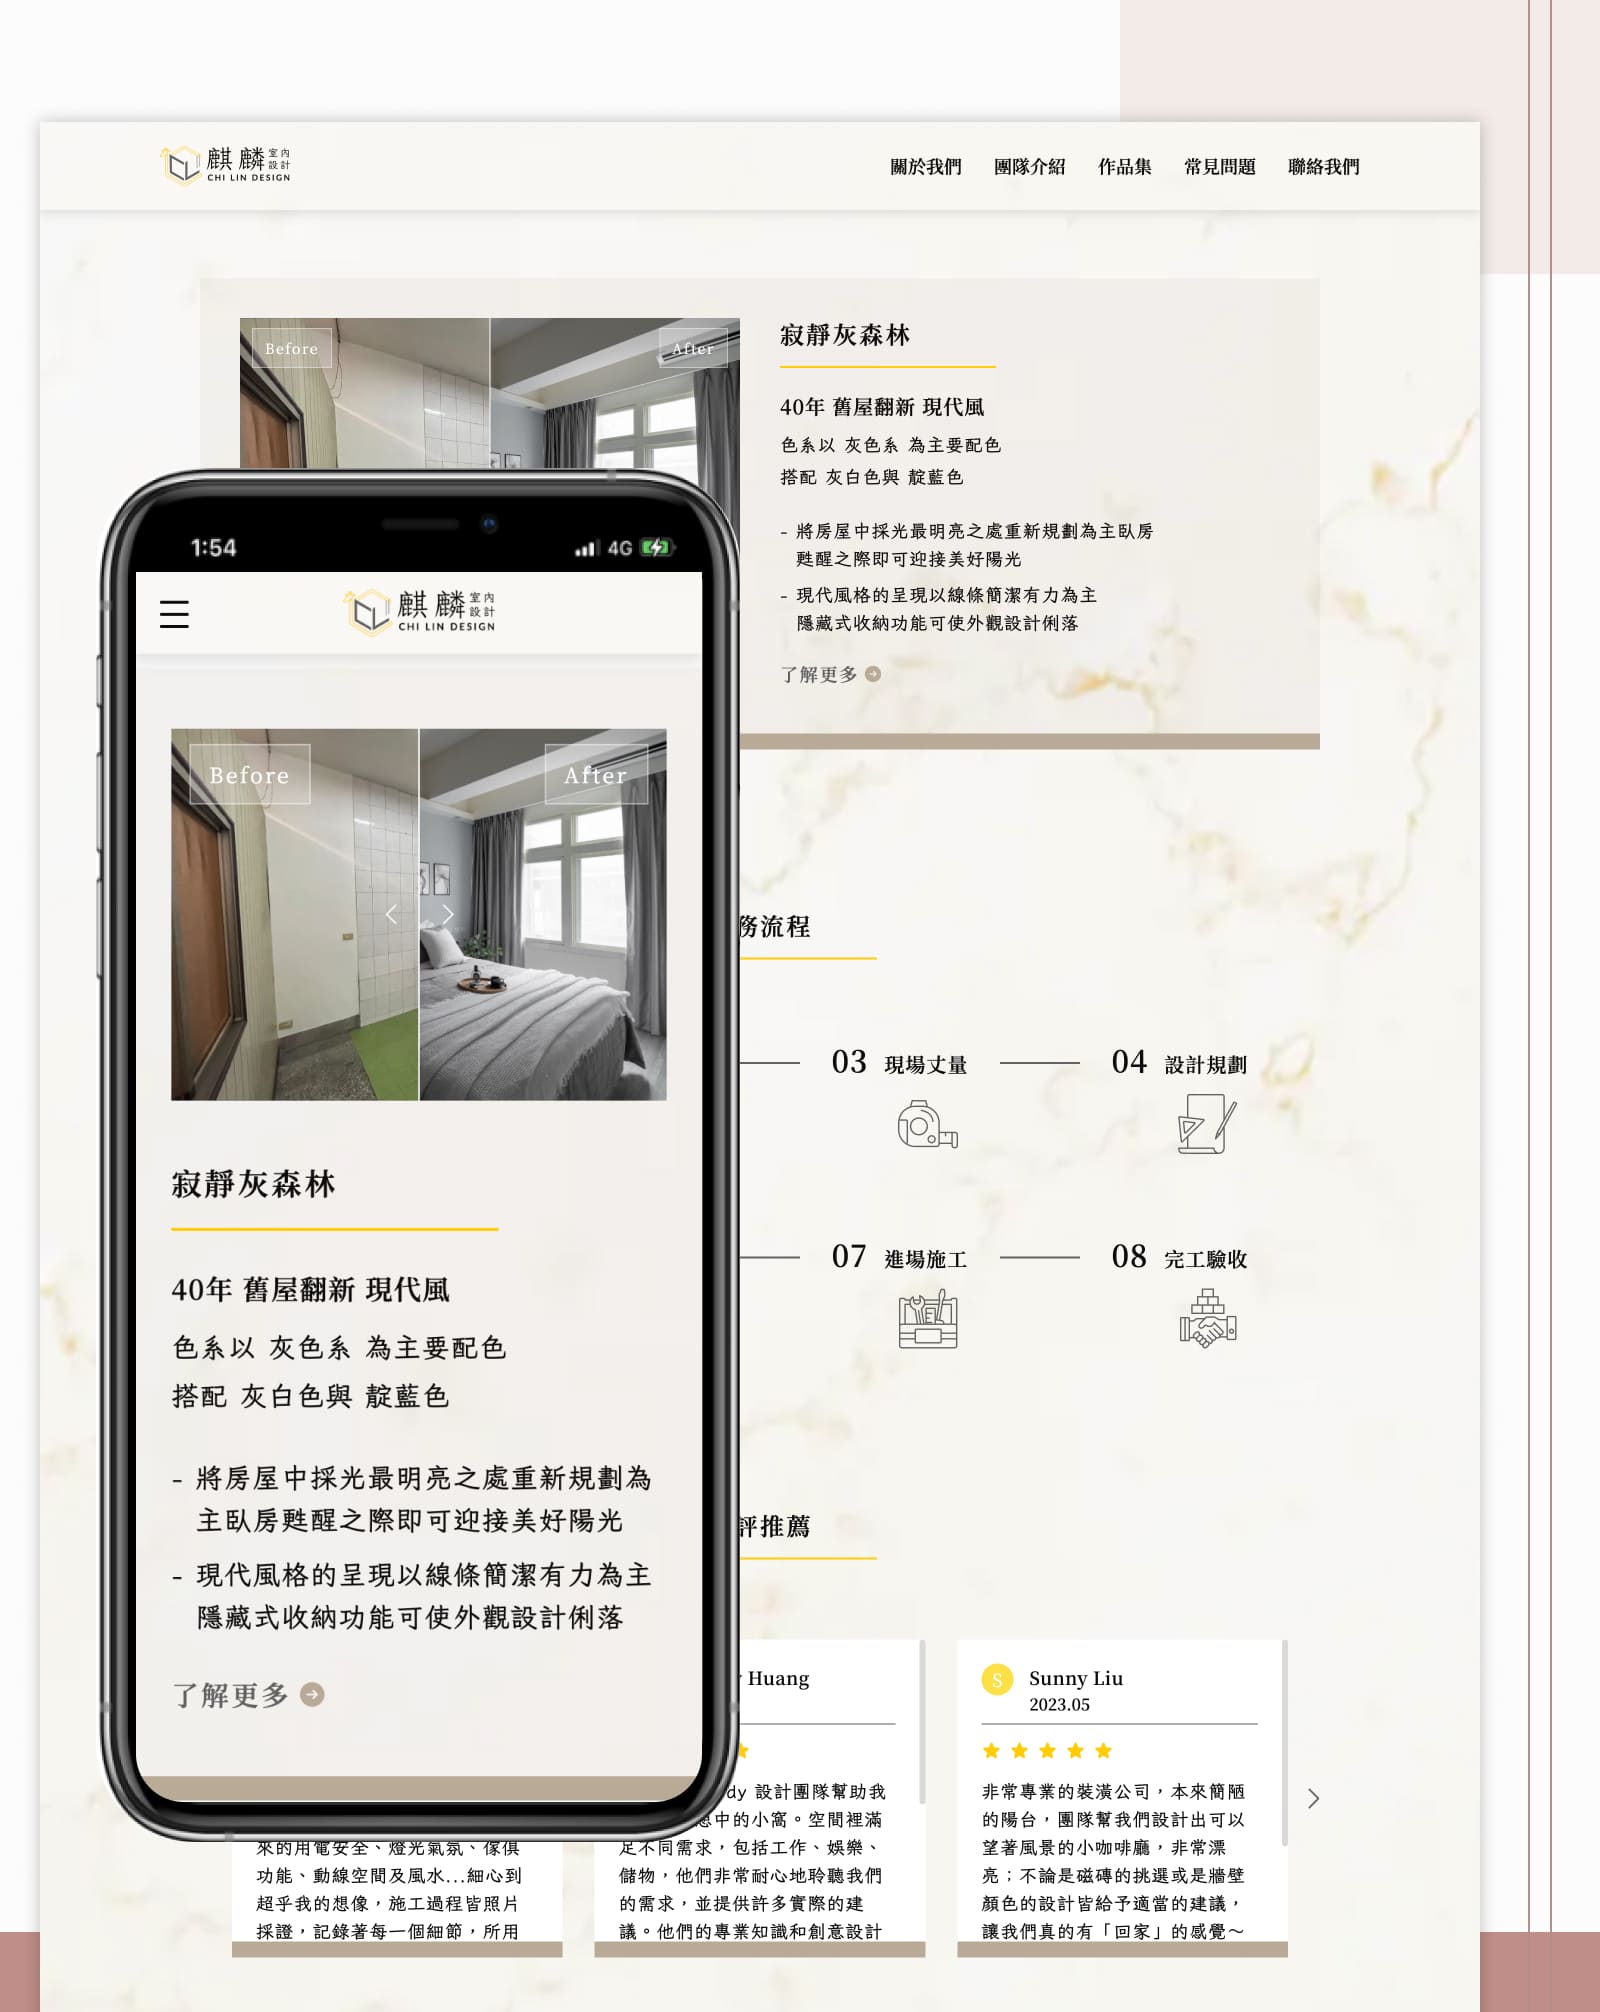 麒麟 室內設計
CHI LIN DESIGN
關於我們 團隊介紹 作品集 常見問題 聯絡我們
Before
After
寂靜灰森林
40年 舊屋翻新 現代風
色系以 灰色系 為主要配色
搭配 灰白色與 靛藍色
- 將房屋中採光最明亮之處重新規劃為主臥房
甦醒之際即可迎接美好陽光
- 現代風格的呈現以線條簡潔有力為主
隱藏式收納功能可使外觀設計俐落
了解更多
1:54
4G
麒麟 室內設計
CHI LIN DESIGN
Before
After
寂靜灰森林
40年 舊屋翻新 現代風
色系以 灰色系 為主要配色
搭配 灰白色與 靛藍色
- 將房屋中採光最明亮之處重新規劃為
主臥房甦醒之際即可迎接美好陽光
- 現代風格的呈現以線條簡潔有力為主
隱藏式收納功能可使外觀設計俐落
了解更多
務流程
03 現場丈量
04 設計規劃
07 進場施工
08 完工驗收
評推薦
來的用電安全、燈光氣氛、傢俱
功能、動線空間及風水...細心到
超乎我的想像，施工過程皆照片
採證，記錄著每一個細節，所用
Huang
dy 設計團隊幫助我
中的小窩。空間裡滿
足不同需求，包括工作、娛樂、
儲物，他們非常耐心地聆聽我們
的需求，並提供許多實際的建
議。他們的專業知識和創意設計
S
Sunny Liu
2023.05
非常專業的裝潢公司，本來簡陋
的陽台，團隊幫我們設計出可以
望著風景的小咖啡廳，非常漂
亮；不論是磁磚的挑選或是牆壁
顏色的設計皆給予適當的建議，
讓我們真的有「回家」的感覺～